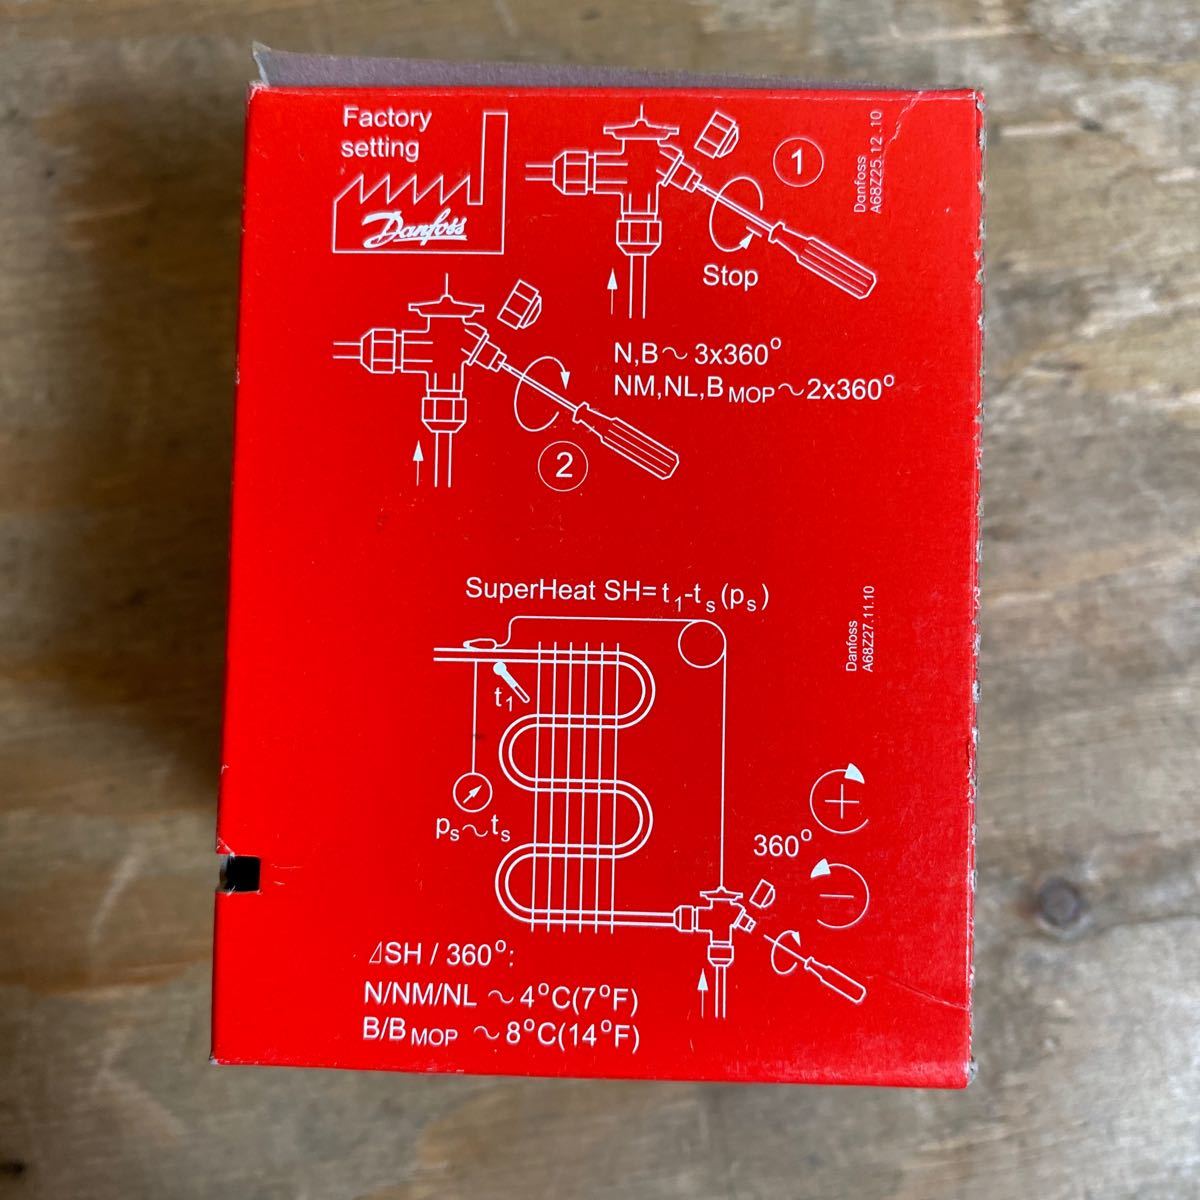 Factory
setting
Danfoss
1
Danfoss
A68Z25.12.10
Stop
N,B～3x360°
NM,NL,B MOP～2x360°
2
SuperHeat SH=t1-ts(ps)
Danfoss
A68Z27.11.10
t1
ps～ts
360°
+
−
⊿SH / 360°:
N/NM/NL ～4°C(7°F)
B/B MOP ～8°C(14°F)